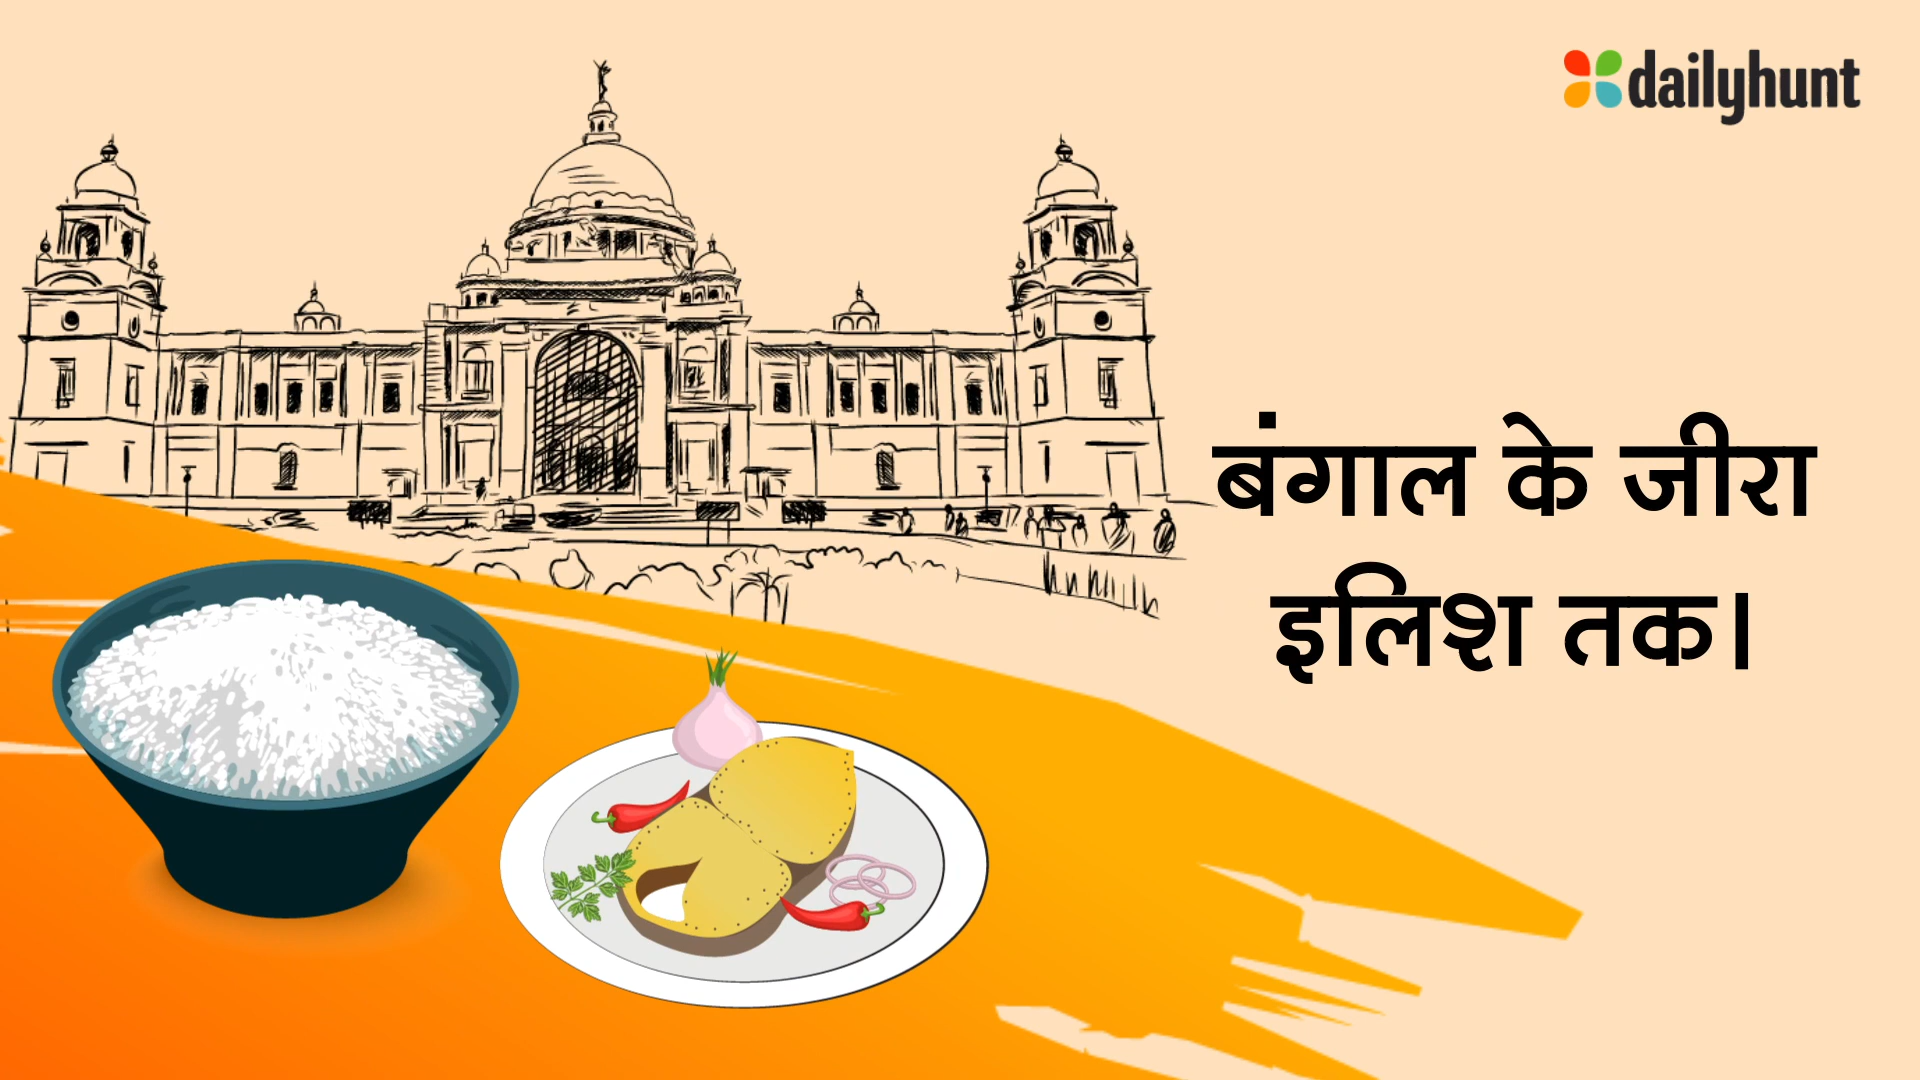 dailyhunt
बंगाल के जीरा
इलिश तक।